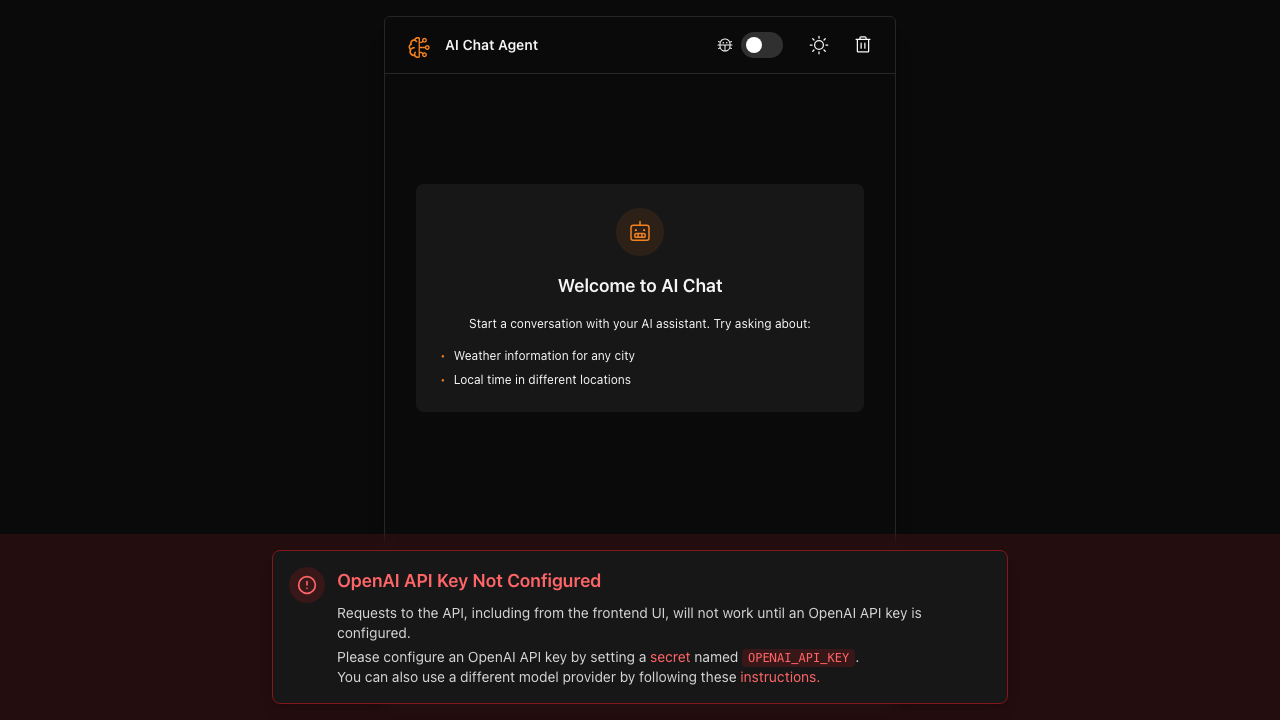 AI Chat Agent
Welcome to AI Chat
Start a conversation with your AI assistant. Try asking about:
• Weather information for any city
• Local time in different locations
OpenAI API Key Not Configured
Requests to the API, including from the frontend UI, will not work until an OpenAI API key is
configured.
Please configure an OpenAI API key by setting a secret named OPENAI_API_KEY.
You can also use a different model provider by following these instructions.